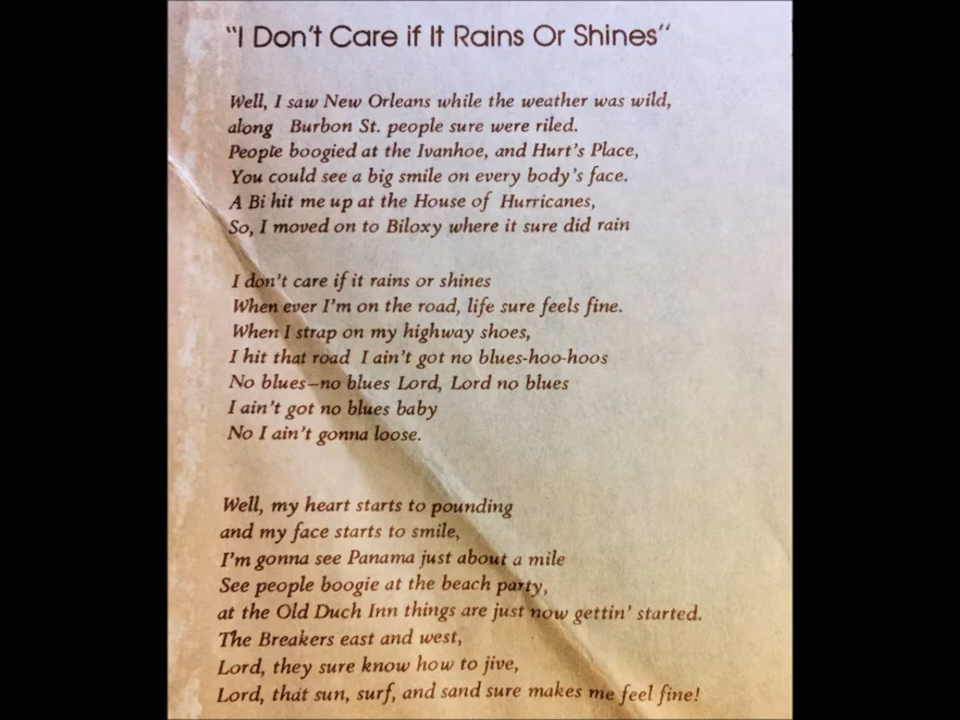 "I Don't Care if It Rains Or Shines"
Well, I saw New Orleans while the weather was wild,
along Burbon St. people sure were riled.
People boogied at the Ivanhoe, and Hurt's Place,
You could see a big smile on every body's face.
A Bi hit me up at the House of Hurricanes,
So, I moved on to Biloxy where it sure did rain
I don't care if it rains or shines
When ever I'm on the road, life sure feels fine.
When I strap on my highway shoes,
I hit that road I ain't got no blues-hoo-hoos
No blues—no blues Lord, Lord no blues
I ain't got no blues baby
No I ain't gonna loose.
Well, my heart starts to pounding
and my face starts to smile,
I'm gonna see Panama just about a mile
See people boogie at the beach party,
at the Old Duch Inn things are just now gettin' started.
The Breakers east and west,
Lord, they sure know how to jive,
Lord, that sun, surf, and sand sure makes me feel fine!